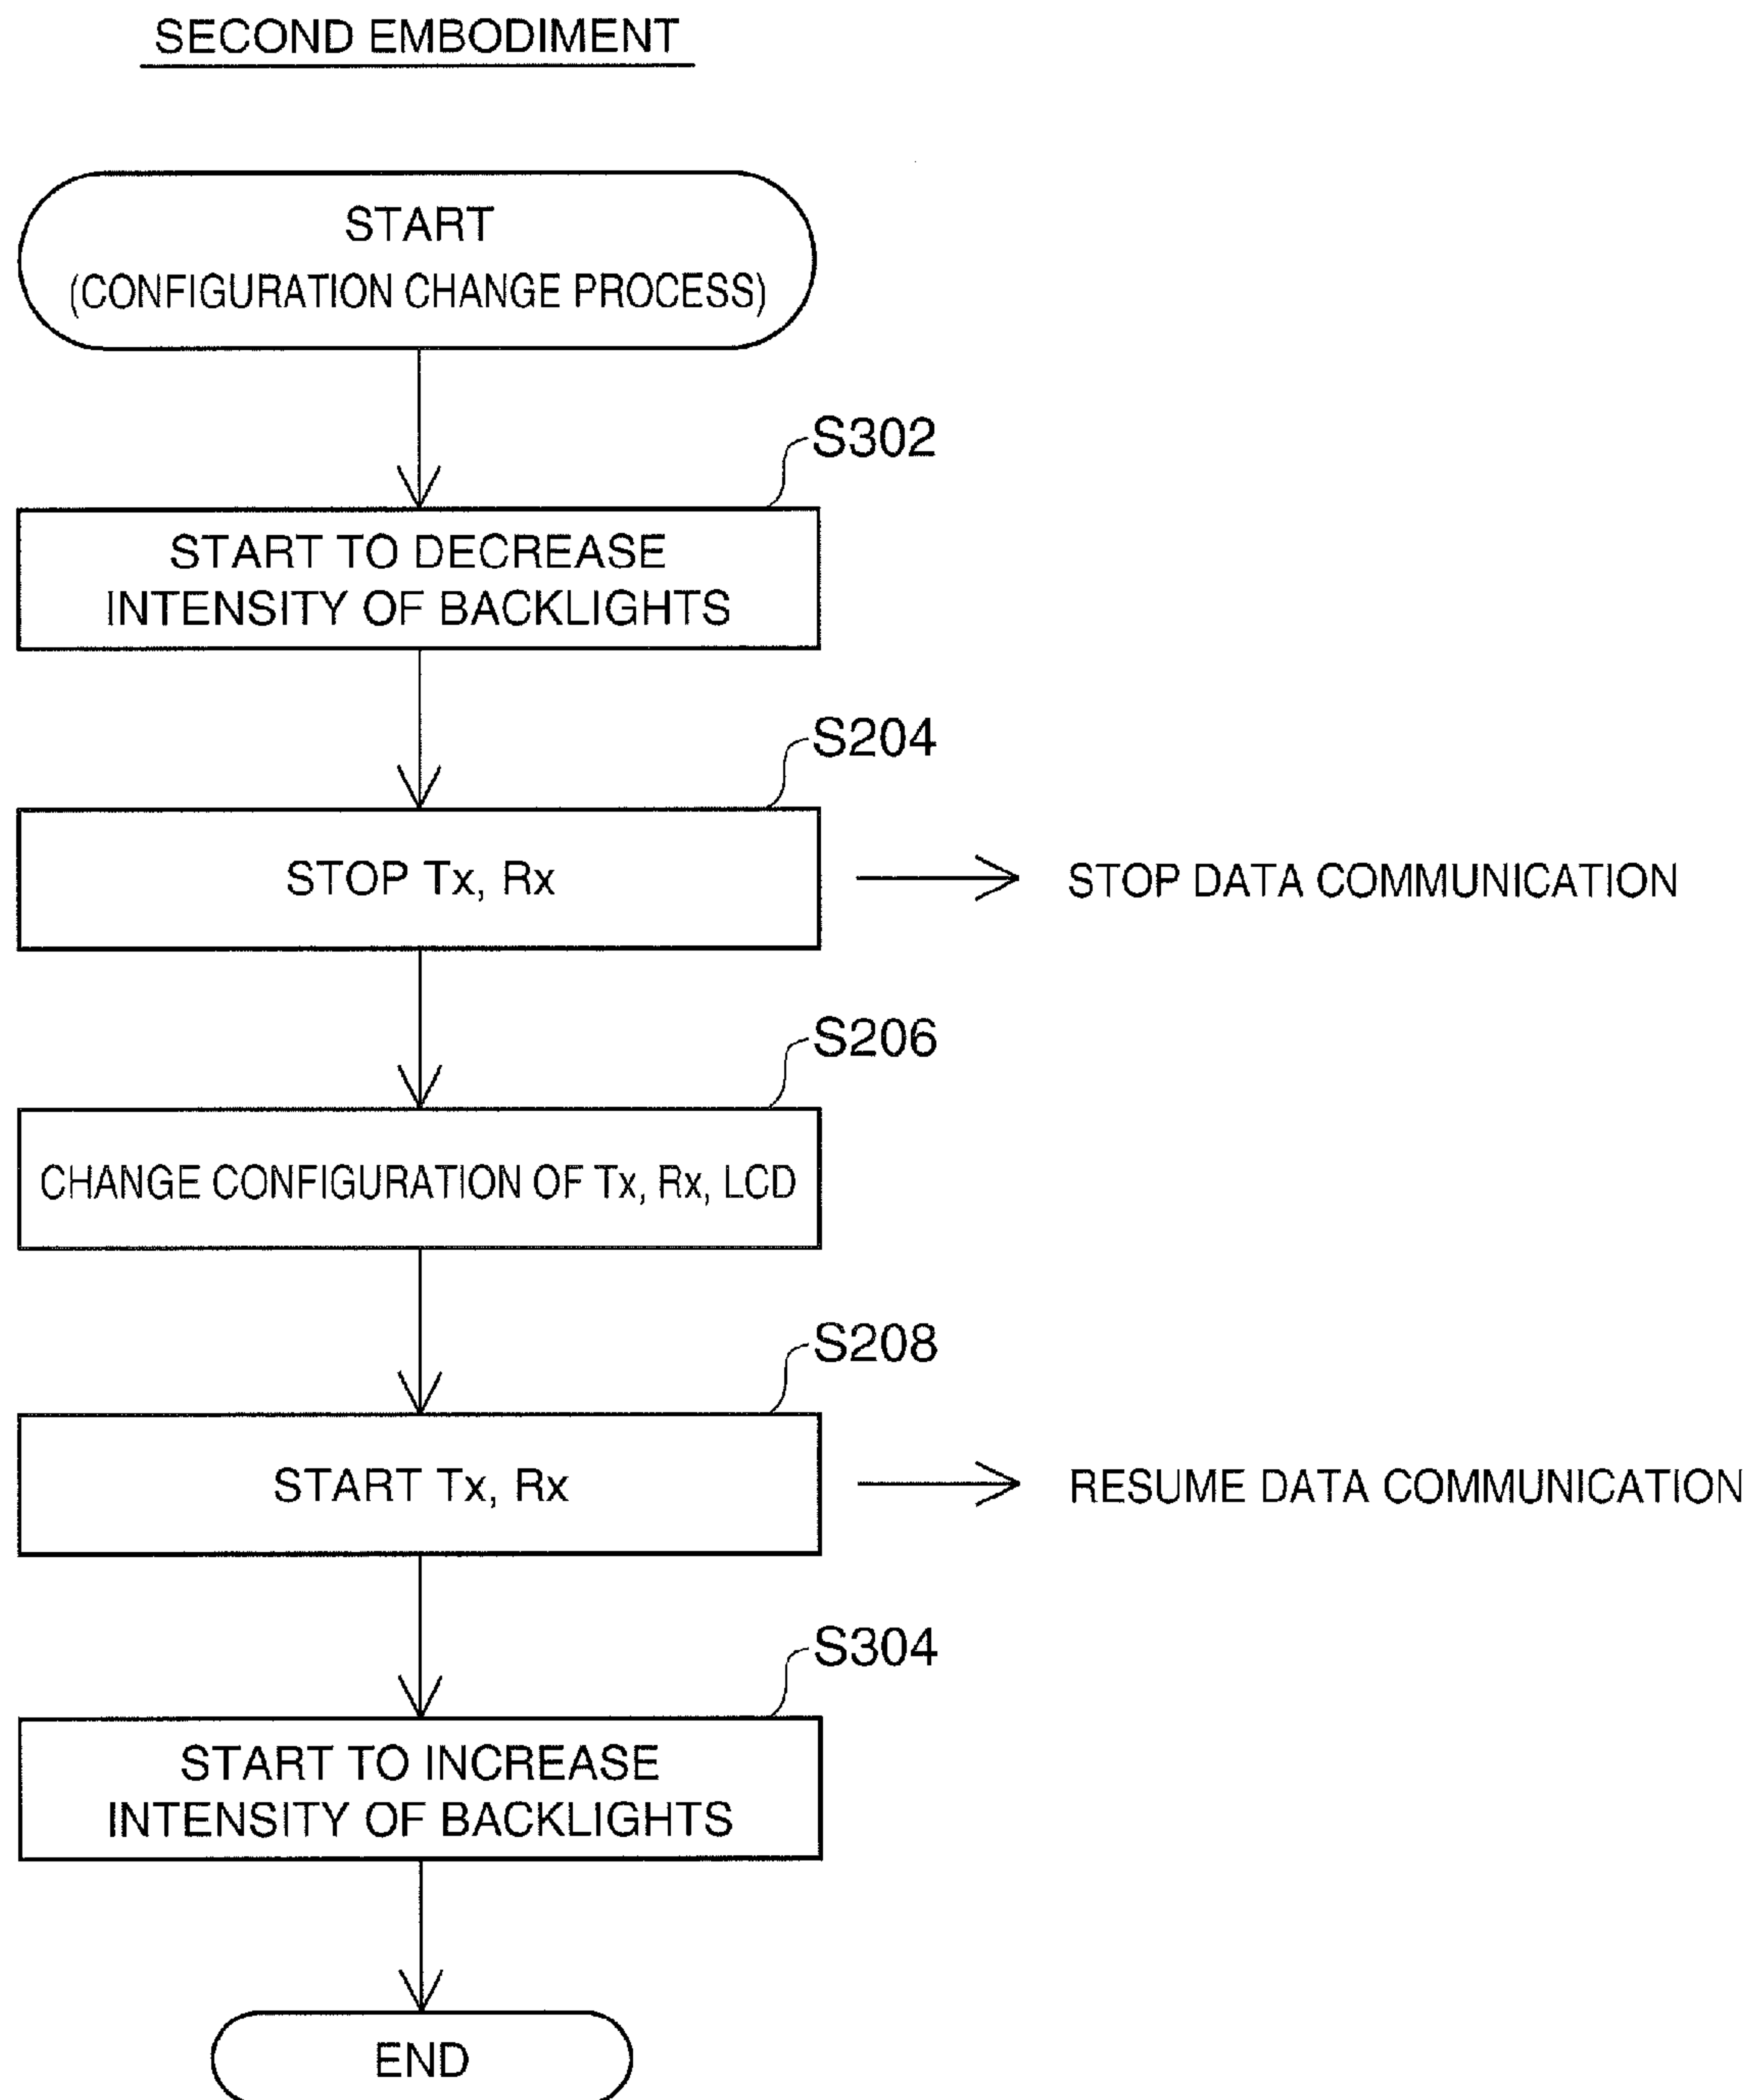 SECOND EMBODIMENT
START
(CONFIGURATION CHANGE PROCESS)
S302
START TO DECREASE
INTENSITY OF BACKLIGHTS
S204
STOP Tx, Rx
STOP DATA COMMUNICATION
S206
CHANGE CONFIGURATION OF Tx, Rx, LCD
S208
START Tx, Rx
RESUME DATA COMMUNICATION
S304
START TO INCREASE
INTENSITY OF BACKLIGHTS
END